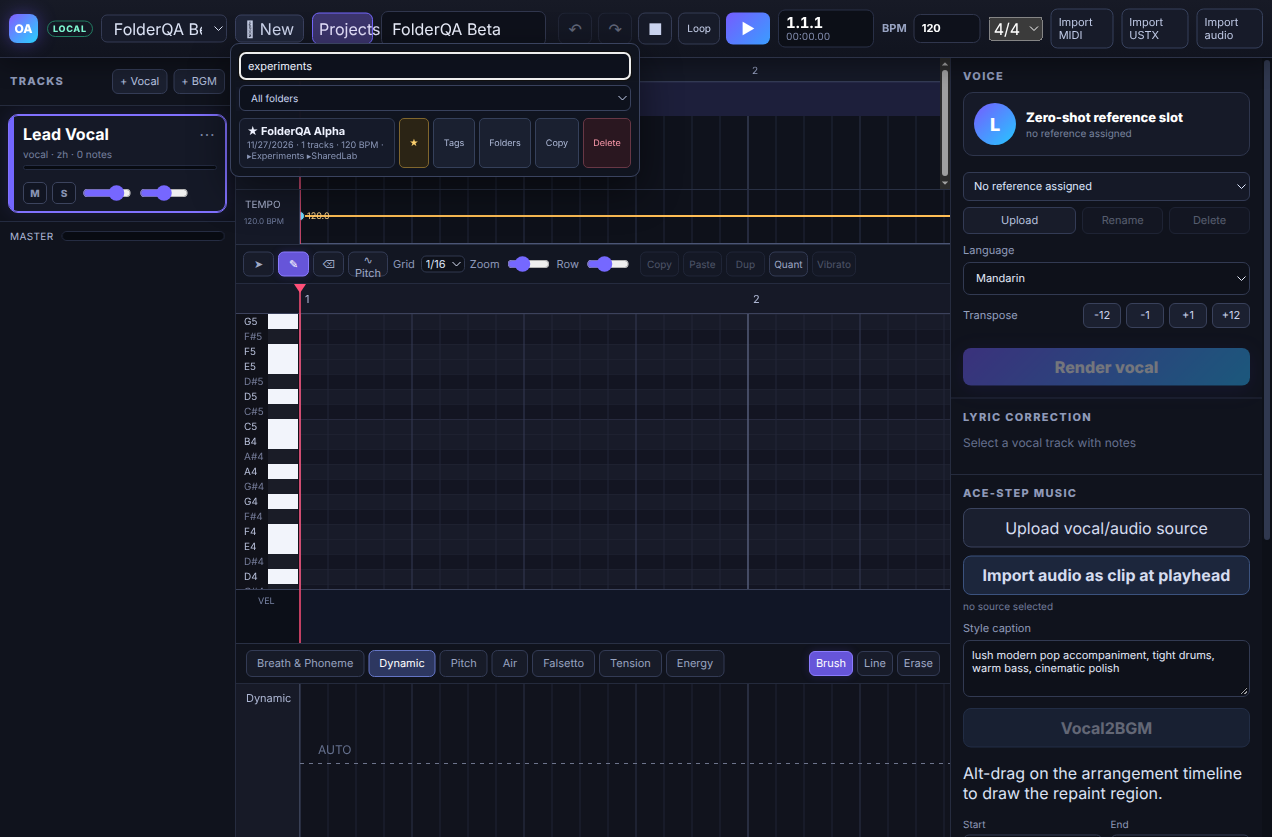 OA
LOCAL
FolderQA Be
New
Projects
FolderQA Beta
Loop
1.1.1
00:00.00
BPM
120
4/4
Import
MIDI
Import
USTX
Import
audio
TRACKS
+ Vocal
+ BGM
Lead Vocal
...
vocal · zh · 0 notes
M
S
MASTER
experiments
All folders
★ FolderQA Alpha
11/27/2026 · 1 tracks · 120 BPM ·
▸Experiments ▸SharedLab
★
Tags
Folders
Copy
Delete
2
TEMPO
120.0 BPM
120.0
Pitch
Grid
1/16
Zoom
Row
Copy
Paste
Dup
Quant
Vibrato
1
2
G5
F#5
F5
E5
D#5
D5
C#5
C5
B4
A#4
A4
G#4
G4
F#4
F4
E4
D#4
D4
VEL
Breath & Phoneme
Dynamic
Pitch
Air
Falsetto
Tension
Energy
Brush
Line
Erase
Dynamic
AUTO
VOICE
L
Zero-shot reference slot
no reference assigned
No reference assigned
Upload
Rename
Delete
Language
Mandarin
Transpose
-12
-1
+1
+12
Render vocal
LYRIC CORRECTION
Select a vocal track with notes
ACE-STEP MUSIC
Upload vocal/audio source
Import audio as clip at playhead
no source selected
Style caption
lush modern pop accompaniment, tight drums,
warm bass, cinematic polish
Vocal2BGM
Alt-drag on the arrangement timeline
to draw the repaint region.
Start
End